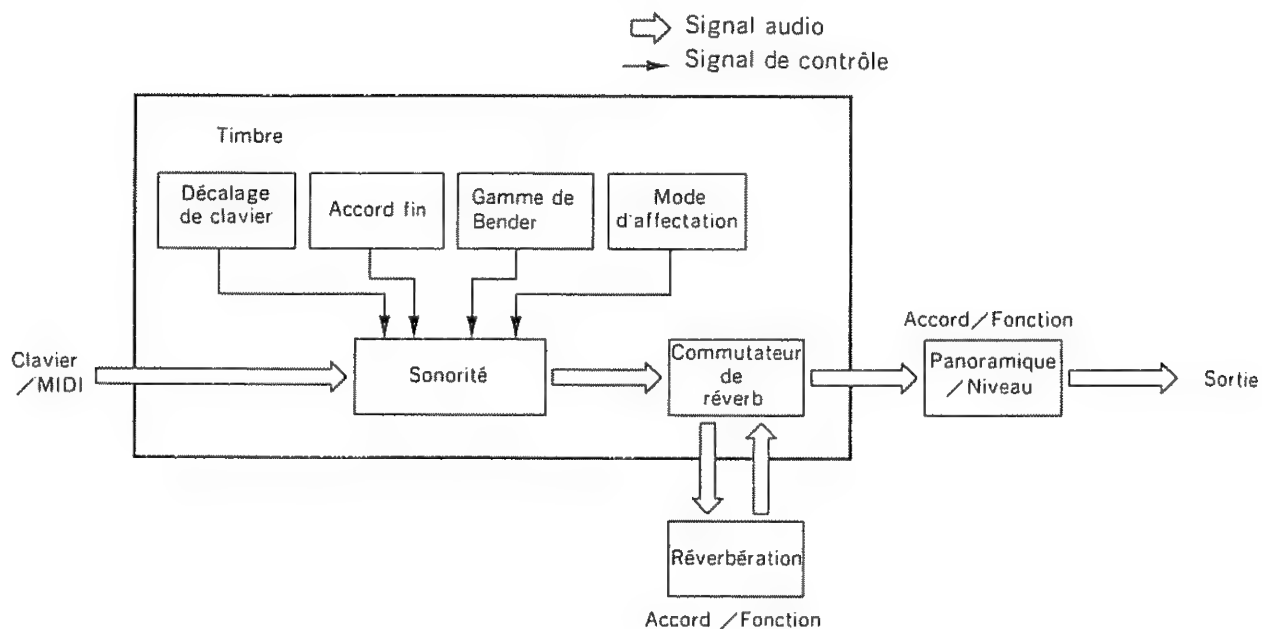 Signal audio
Signal de contrôle
Timbre
Décalage
de clavier
Accord fin
Gamme de
Bender
Mode
d'affectation
Clavier
/MIDI
Sonorité
Commutateur
de
réverb
Accord/Fonction
Panoramique
/Niveau
Sortie
Réverbération
Accord /Fonction